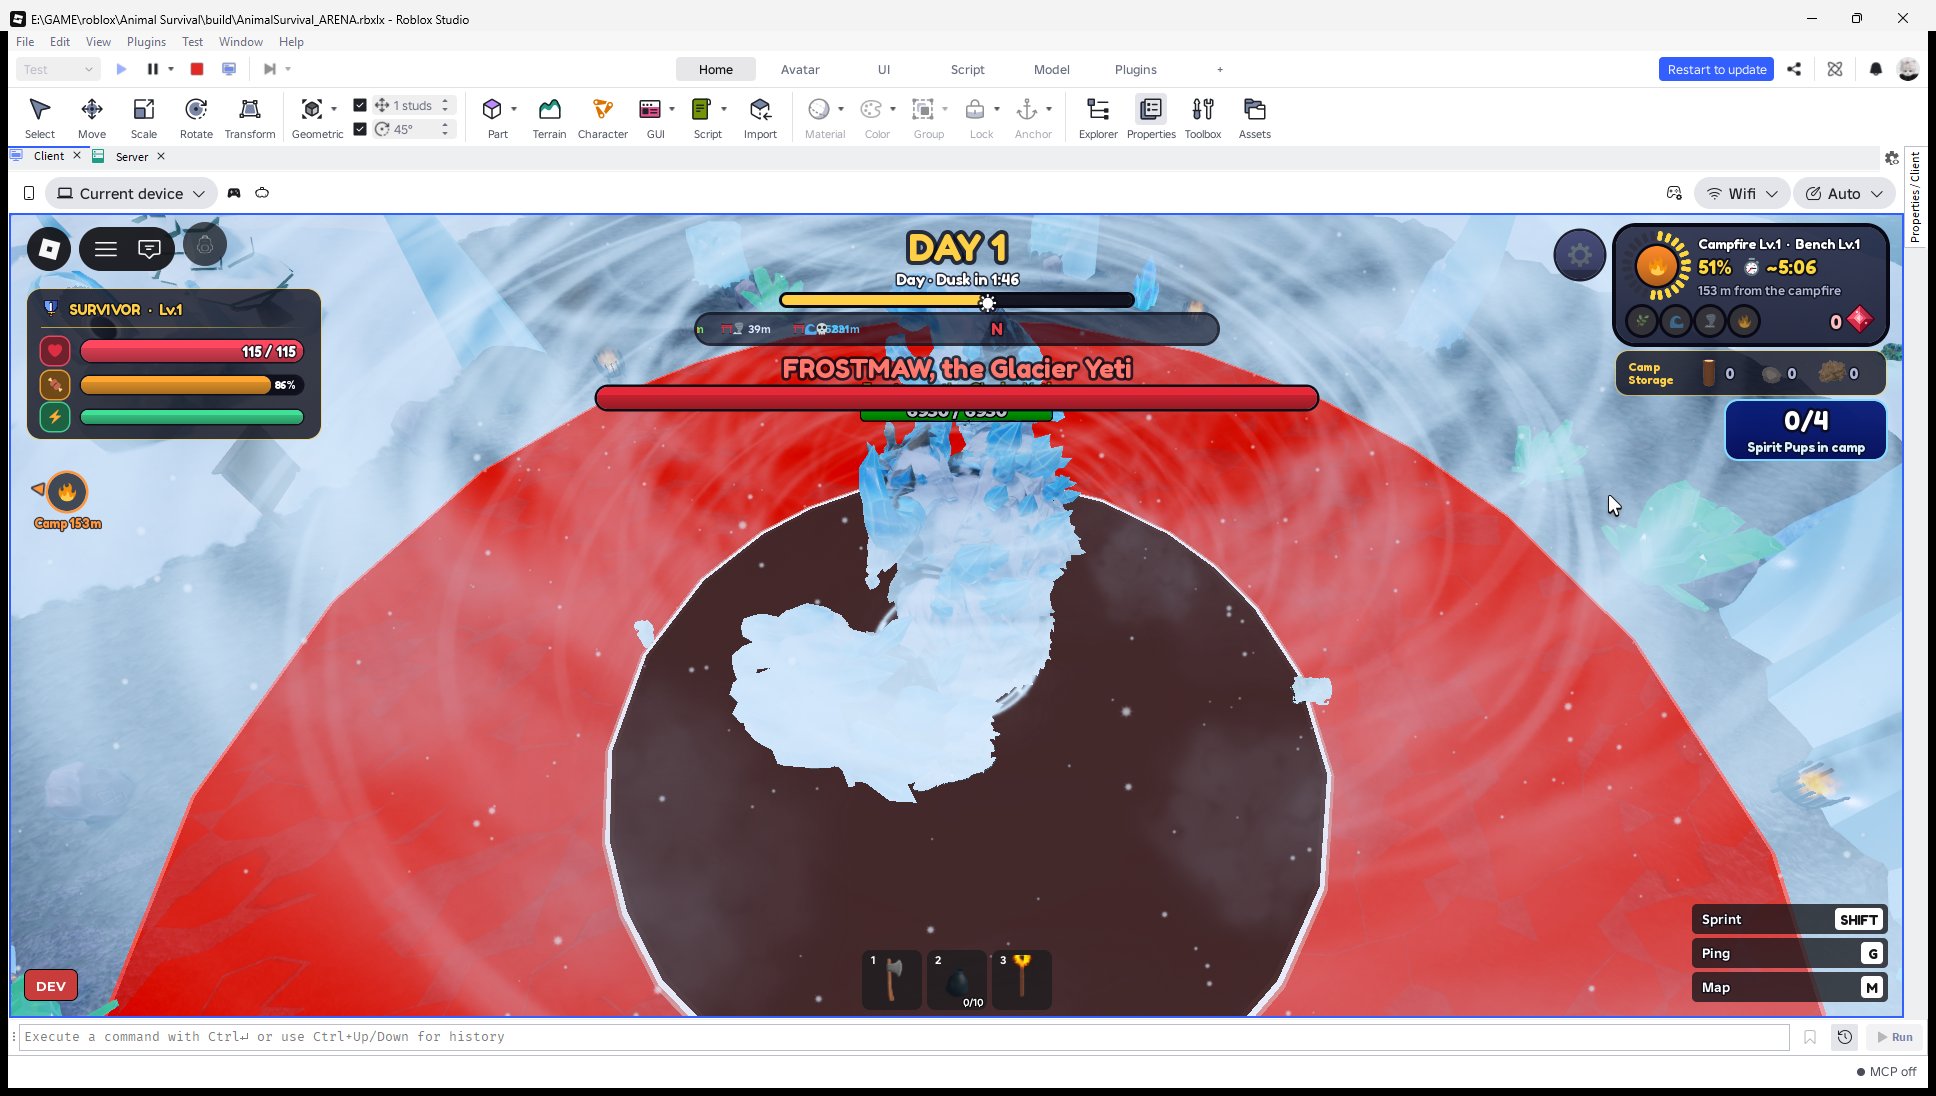 E:\GAME\roblox\Animal Survival\build\AnimalSurvival_ARENA.rbxlx - Roblox Studio
File Edit View Plugins Test Window Help
Test
Home Avatar UI Script Model Plugins +
Restart to update
1 studs
45°
Select Move Scale Rotate Transform Geometric Part Terrain Character GUI Script Import Material Color Group Lock Anchor Explorer Properties Toolbox Assets
Client Server
Properties / Client
Current device
Wifi
Auto
DAY 1
Day · Dusk in 1:46
39m
N
FROSTMAW, the Glacier Yeti
6930 / 6930
SURVIVOR · Lv.1
115 / 115
86%
Camp 153m
Campfire Lv.1 · Bench Lv.1
51% ~5:06
153 m from the campfire
0
Camp Storage 0 0 0
0/4
Spirit Pups in camp
Sprint SHIFT
Ping G
Map M
DEV
1 2 3
0/10
Execute a command with Ctrl↵ or use Ctrl+Up/Down for history
Run
MCP off